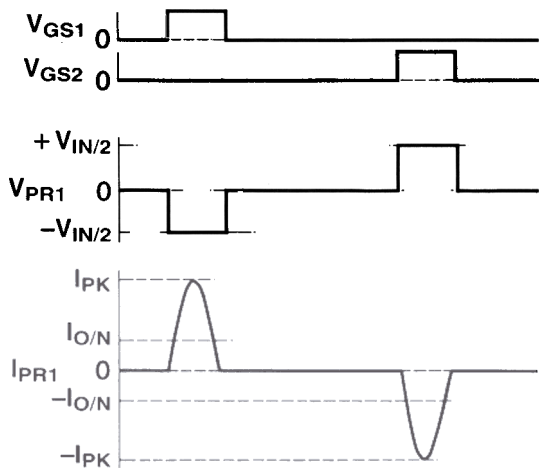 VGS1 0
VGS2 0
+ VIN/2
VPR1 0
−VIN/2
IPK
IO/N
IPR1 0
−IO/N
−IPK